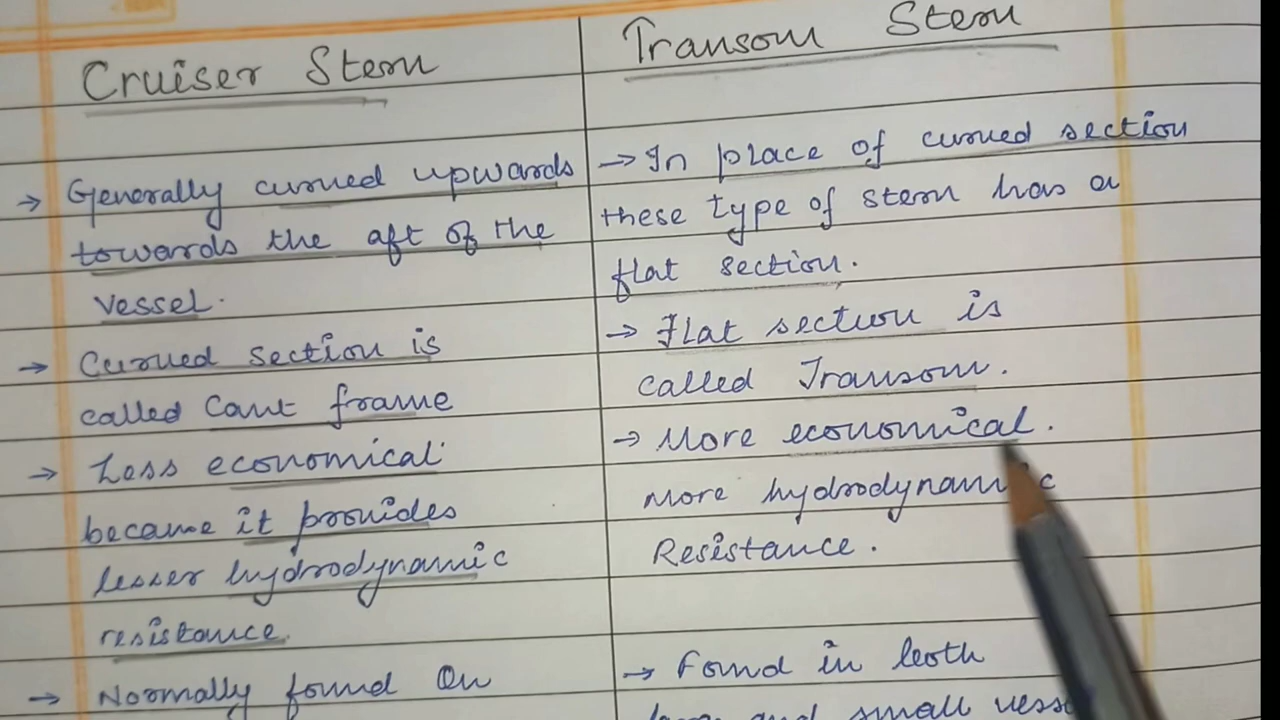 Cruiser Stern
→ Generally curved upwards
towards the aft of the
vessel.
→ Curved section is
called Cant frame
→ Less economical
because it provides
lesser hydrodynamic
resistance.
→ Normally found On
Transom Stern
→ In place of curved section
these type of stern has a
flat section.
→ Flat section is
called Transom.
→ More economical.
More hydrodynamic
Resistance.
→ Found in both
and small